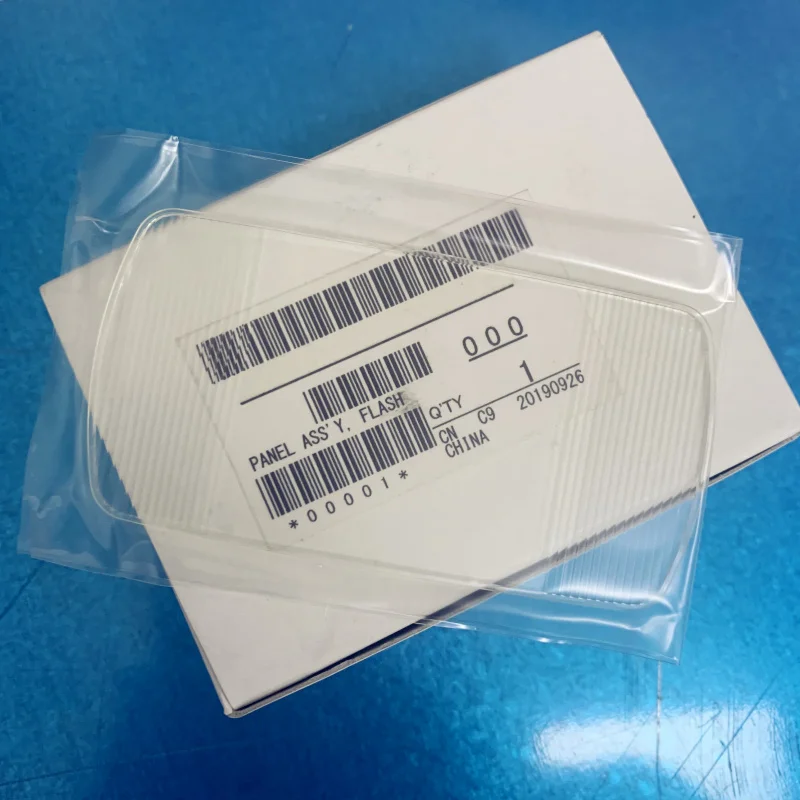 000
PANEL ASS'Y, FLASH
Q'TY 1
CN C9 20190926
CHINA
*00001*